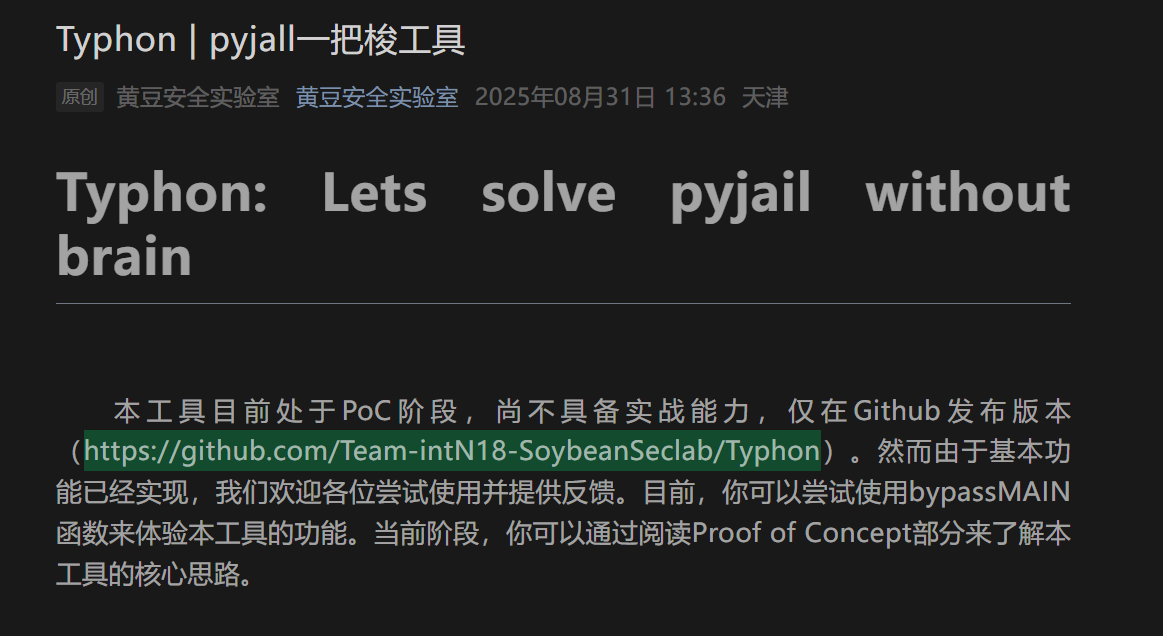 Typhon | pyjall一把梭工具
原创 黄豆安全实验室 黄豆安全实验室 2025年08月31日 13:36 天津
Typhon: Lets solve pyjail without
brain
本工具目前处于PoC阶段，尚不具备实战能力，仅在Github发布版本
（https://github.com/Team-intN18-SoybeanSeclab/Typhon）。然而由于基本功
能已经实现，我们欢迎各位尝试使用并提供反馈。目前，你可以尝试使用bypassMAIN
函数来体验本工具的功能。当前阶段，你可以通过阅读Proof of Concept部分来了解本
工具的核心思路。